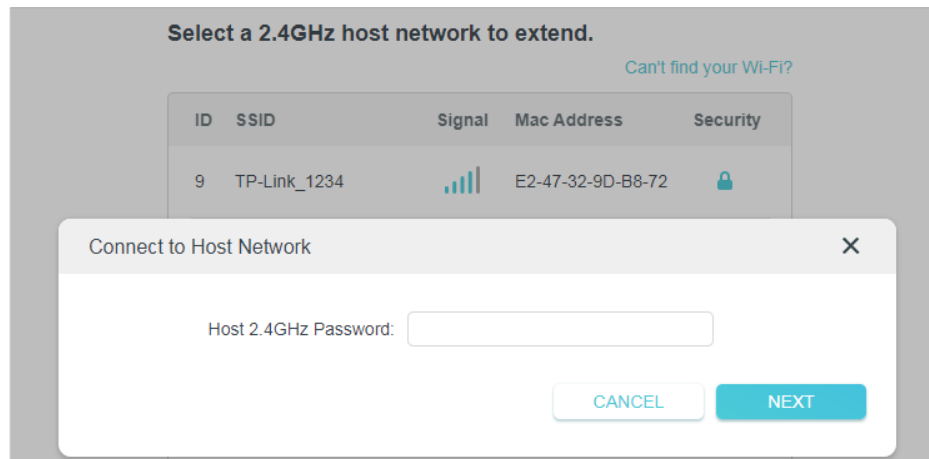 Select a 2.4GHz host network to extend.
Can't find your Wi-Fi?
ID SSID Signal Mac Address Security
9 TP-Link_1234 E2-47-32-9D-B8-72
Connect to Host Network
Host 2.4GHz Password:
CANCEL NEXT